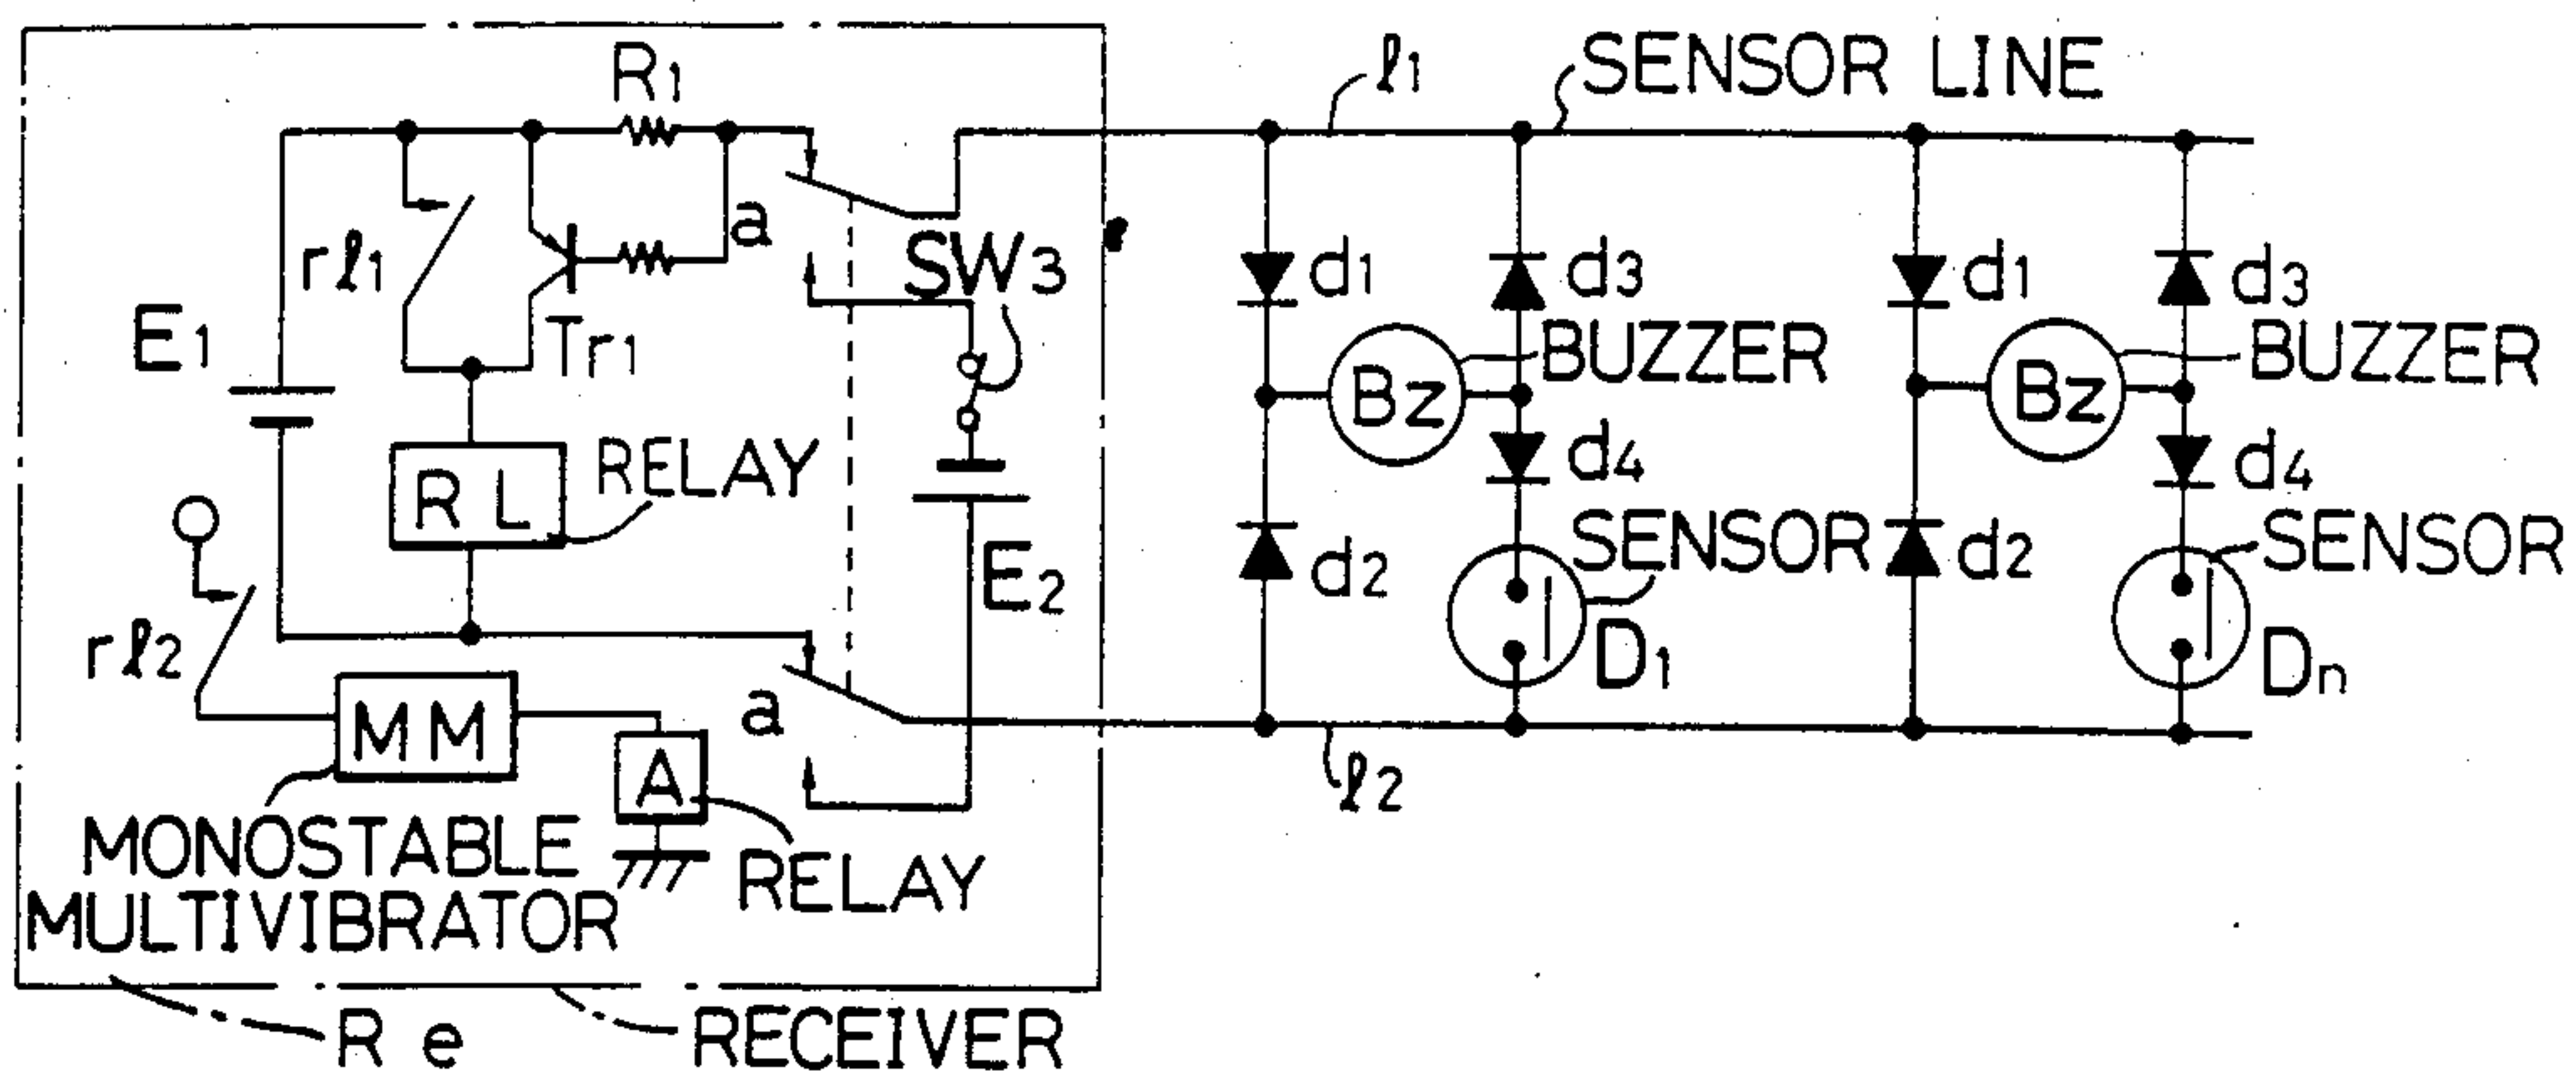 R1
ℓ1
SENSOR LINE
rℓ1
a
SW3
d1
d3
d1
d3
E1
Tr1
BUZZER
BUZZER
Bz
Bz
RL
RELAY
d4
d4
E2
d2
SENSOR
d2
SENSOR
rℓ2
D1
Dn
MM
a
A
ℓ2
MONOSTABLE
MULTIVIBRATOR
RELAY
Re
RECEIVER